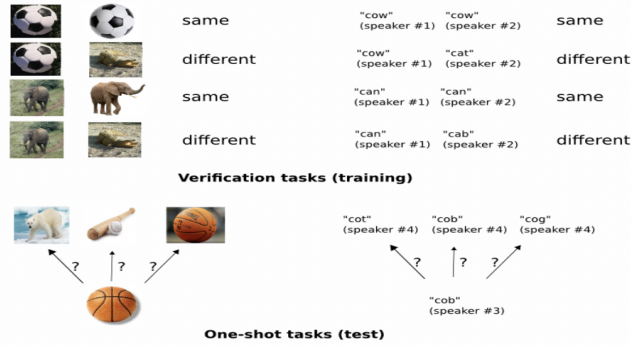 same "cow" "cow" same
(speaker #1) (speaker #2)
different "cow" "cat" different
(speaker #1) (speaker #2)
same "can" "can" same
(speaker #1) (speaker #2)
different "can" "cab" different
(speaker #1) (speaker #2)
Verification tasks (training)
"cot" "cob" "cog"
(speaker #4) (speaker #4) (speaker #4)
? ? ? ? ? ?
"cob"
(speaker #3)
One-shot tasks (test)